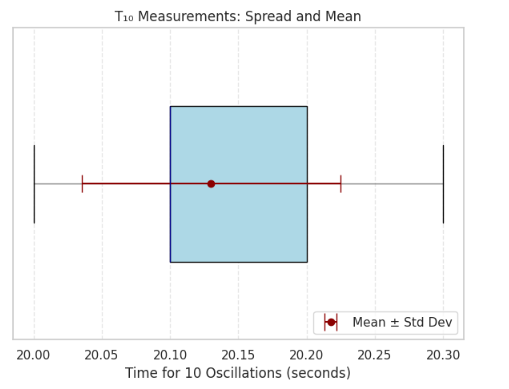 T₁₀ Measurements: Spread and Mean
Mean ± Std Dev
20.00 20.05 20.10 20.15 20.20 20.25 20.30
Time for 10 Oscillations (seconds)